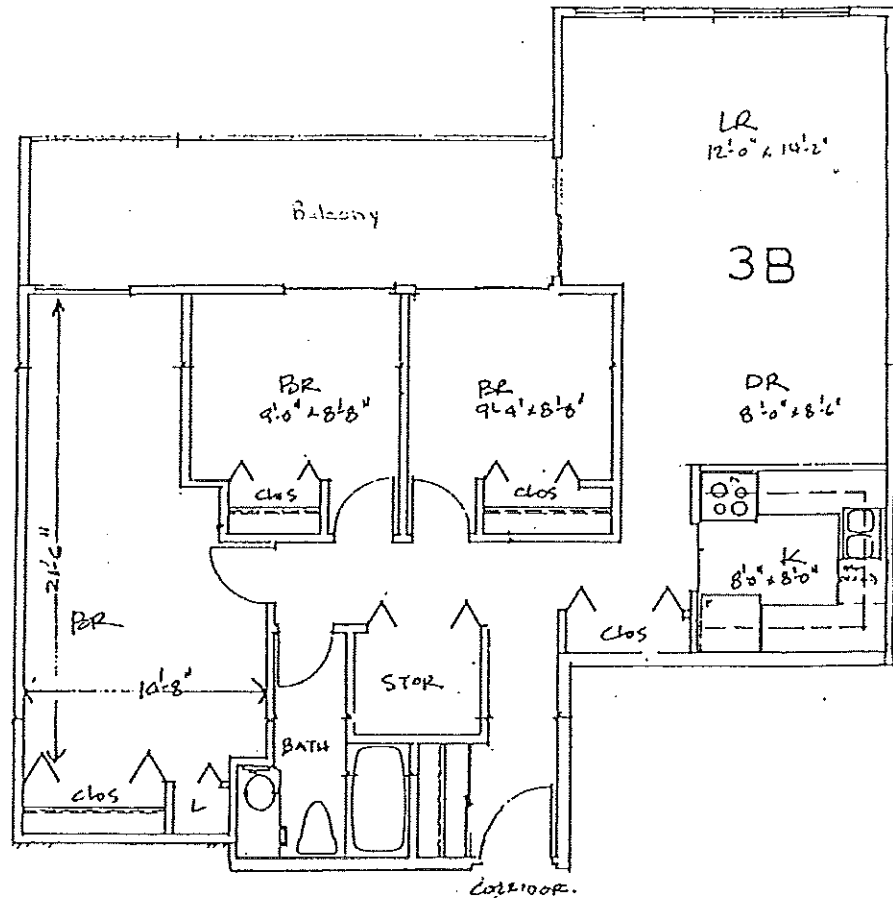 LR
12'-0" x 14'-2"
Balcony
3B
BR
9'-0" x 8'-8"
BR
9'-4" x 8'-8"
DR
8'-0" x 8'-6"
CLOS
CLOS
21'-6"
K
8'-0" x 8'-0"
BR
CLOS
10'-8"
STOR
BATH
CLOS
L
CORRIDOR.